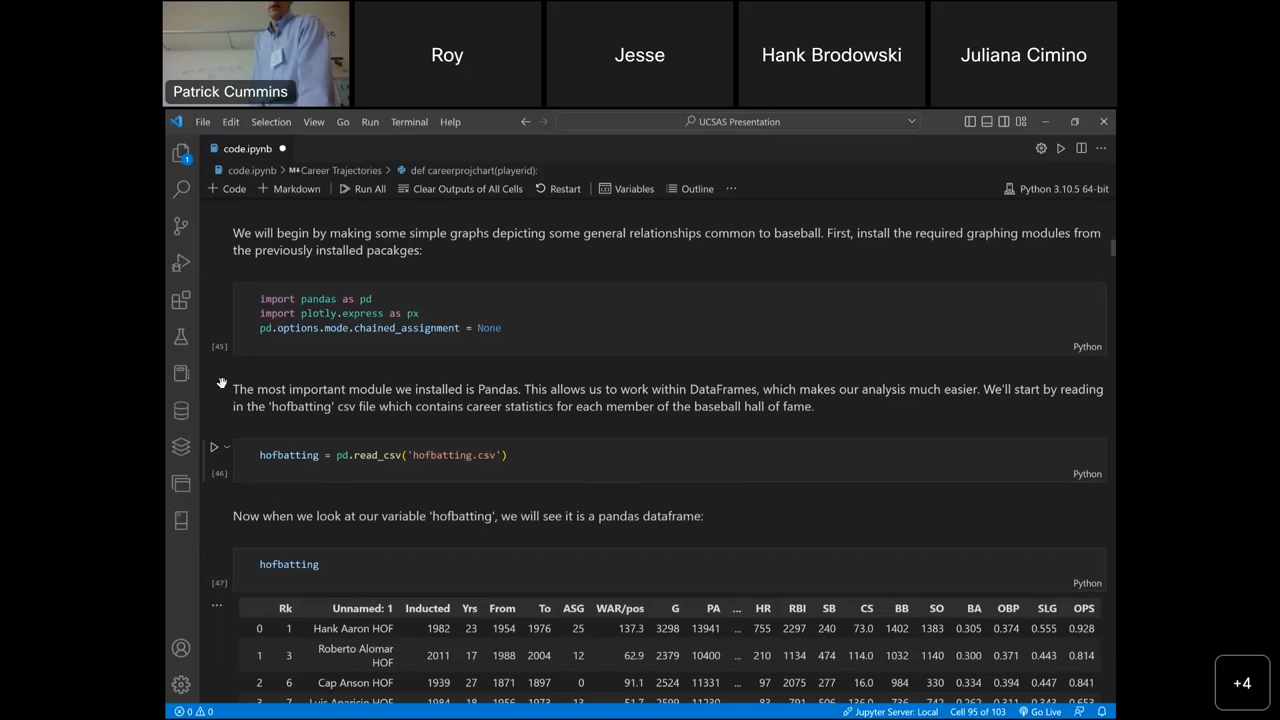 Patrick Cummins
Roy
Jesse
Hank Brodowski
Juliana Cimino
File Edit Selection View Go Run Terminal Help
UCSAS Presentation
code.ipynb
code.ipynb > Career Trajectories > def careerprojchart(playerid):
+ Code + Markdown Run All Clear Outputs of All Cells Restart Variables Outline ... Python 3.10.5 64-bit
We will begin by making some simple graphs depicting some general relationships common to baseball. First, install the required graphing modules from
the previously installed pacakges:
import pandas as pd
import plotly.express as px
pd.options.mode.chained_assignment = None
[45] Python
The most important module we installed is Pandas. This allows us to work within DataFrames, which makes our analysis much easier. We'll start by reading
in the 'hofbatting' csv file which contains career statistics for each member of the baseball hall of fame.
hofbatting = pd.read_csv('hofbatting.csv')
[46] Python
Now when we look at our variable 'hofbatting', we will see it is a pandas dataframe:
hofbatting
[47] Python
... Rk Unnamed: 1 Inducted Yrs From To ASG WAR/pos G PA ... HR RBI SB CS BB SO BA OBP SLG OPS
0 1 Hank Aaron HOF 1982 23 1954 1976 25 137.3 3298 13941 ... 755 2297 240 73.0 1402 1383 0.305 0.374 0.555 0.928
1 3 Roberto Alomar HOF 2011 17 1988 2004 12 62.9 2379 10400 ... 210 1134 474 114.0 1032 1140 0.300 0.371 0.443 0.814
2 6 Cap Anson HOF 1939 27 1871 1897 0 91.1 2524 11331 ... 97 2075 277 16.0 984 330 0.334 0.394 0.447 0.841
0 0 Jupyter Server: Local Cell 95 of 103 Go Live
+4
1